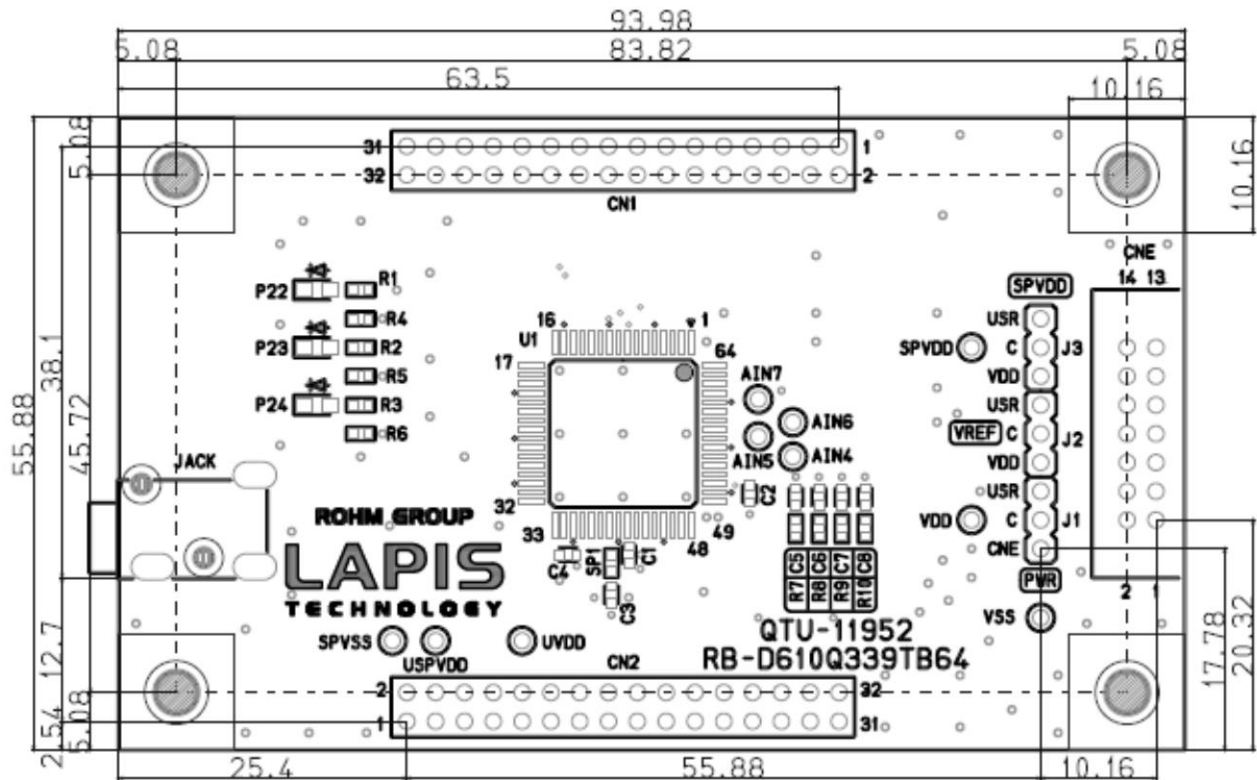 93.98
5.08 83.82 5.08
63.5
10.16
5.08
31 1
32 2
CN1
10.16
CNE
14 13
P22 R1
R4
P23 R2
R5
P24 R3
R6
SPVDD
USR
SPVDD C J3
VDD
USR
VREF C J2
VDD
USR
VDD C J1
CNE
PWR
VSS
2 1
16 1
U1
17 64
32 49
33 48
AIN7
AIN6
AIN5 AIN4
C2
C4 SP1 C1
C3
R7 C5
R8 C6
R9 C7
R10 C8
JACK
ROHM GROUP
LAPIS
TECHNOLOGY
SPVSS USPVDD UVDD
QTU-11952
RB-D610Q339TB64
CN2
2 32
1 31
55.88
45.72
38.1
12.7
2.54
5.08
17.78
20.32
25.4 55.88 10.16